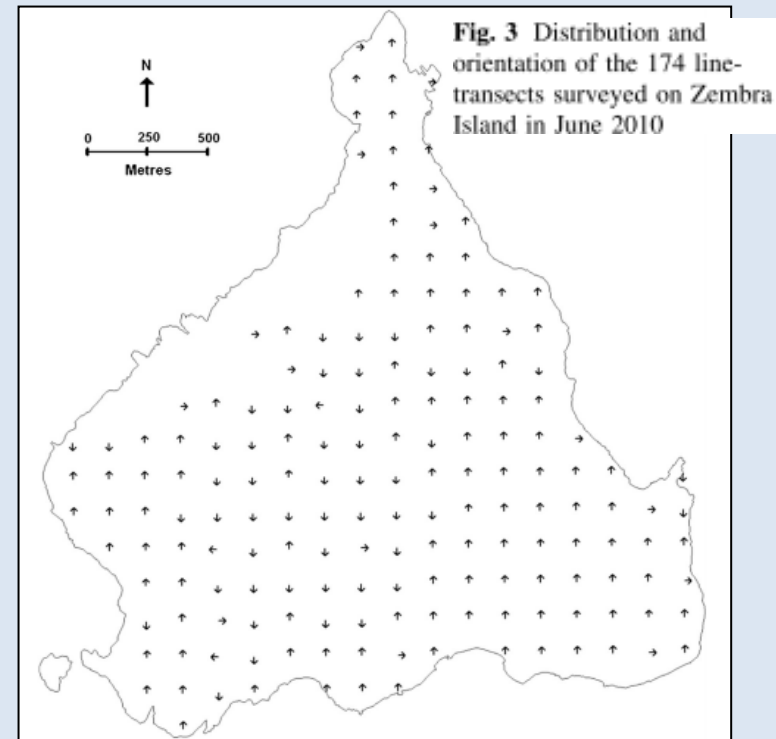 Fig. 3 Distribution and
orientation of the 174 line-
transects surveyed on Zembra
Island in June 2010
N
0 250 500
Metres